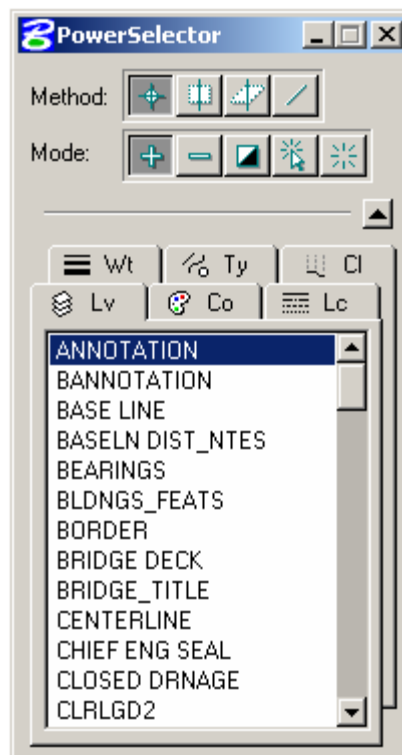 PowerSelector
Method:
Mode:
Wt Ty Cl
Lv Co Lc
ANNOTATION
BANNOTATION
BASE LINE
BASELN DIST_NTES
BEARINGS
BLDNGS_FEATS
BORDER
BRIDGE DECK
BRIDGE_TITLE
CENTERLINE
CHIEF ENG SEAL
CLOSED DRNAGE
CLRLGD2